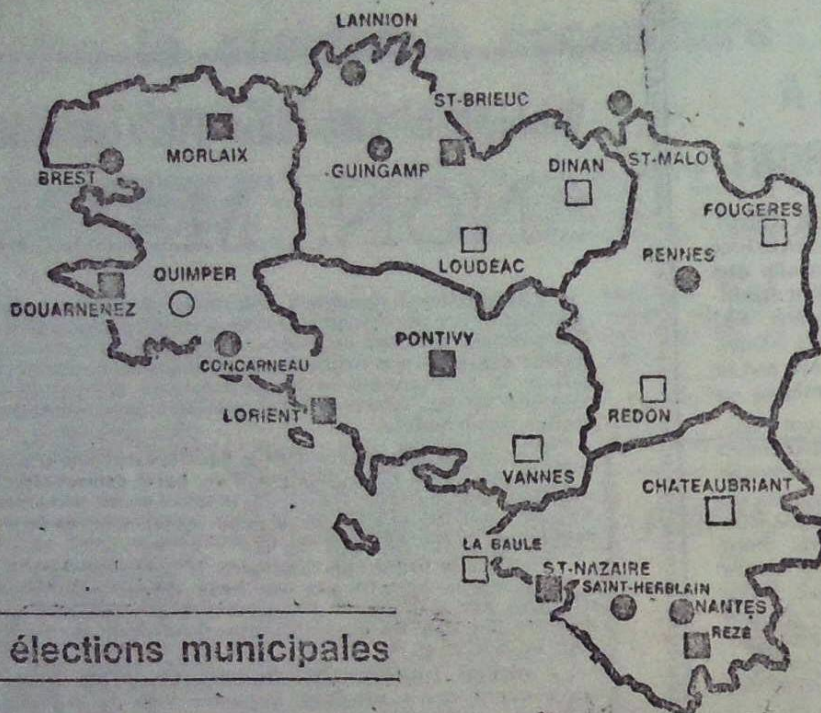 LANNION
ST-BRIEUC
MORLAIX
BREST
GUINGAMP
DINAN
ST-MALO
FOUGERES
LOUDEAC
RENNES
QUIMPER
DOUARNENEZ
PONTIVY
CONCARNEAU
LORIENT
REDON
VANNES
CHATEAUBRIANT
LA BAULE
ST-NAZAIRE
SAINT-HERBLAIN
NANTES
REZE
élections municipales